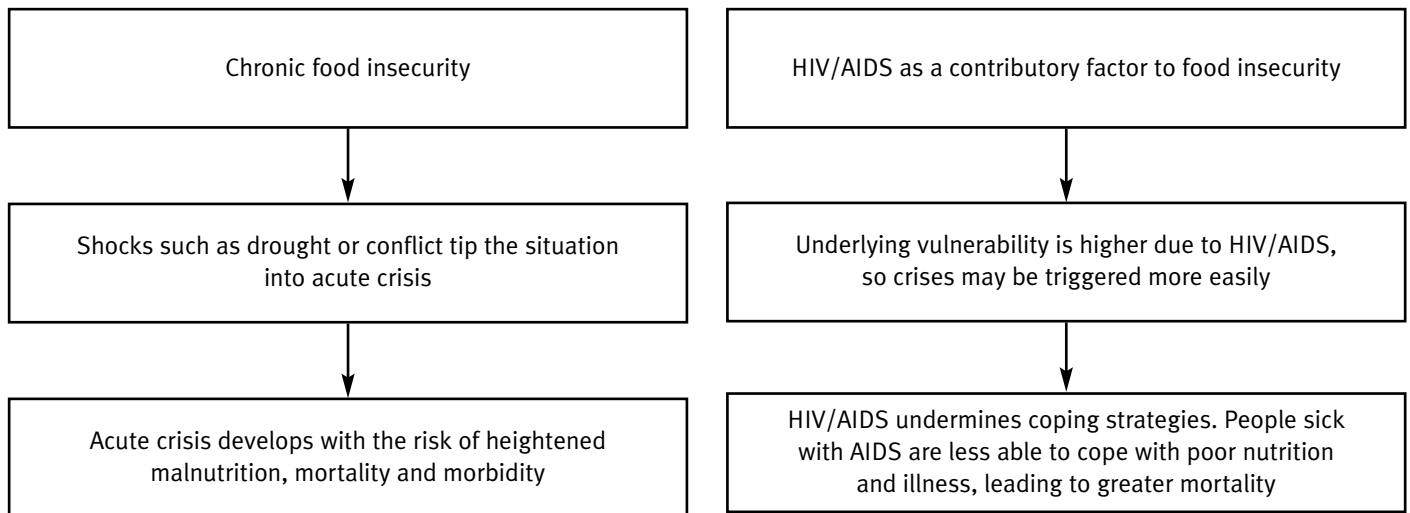 Chronic food insecurity
Shocks such as drought or conflict tip the situation
into acute crisis
Acute crisis develops with the risk of heightened
malnutrition, mortality and morbidity
HIV/AIDS as a contributory factor to food insecurity
Underlying vulnerability is higher due to HIV/AIDS,
so crises may be triggered more easily
HIV/AIDS undermines coping strategies. People sick
with AIDS are less able to cope with poor nutrition
and illness, leading to greater mortality